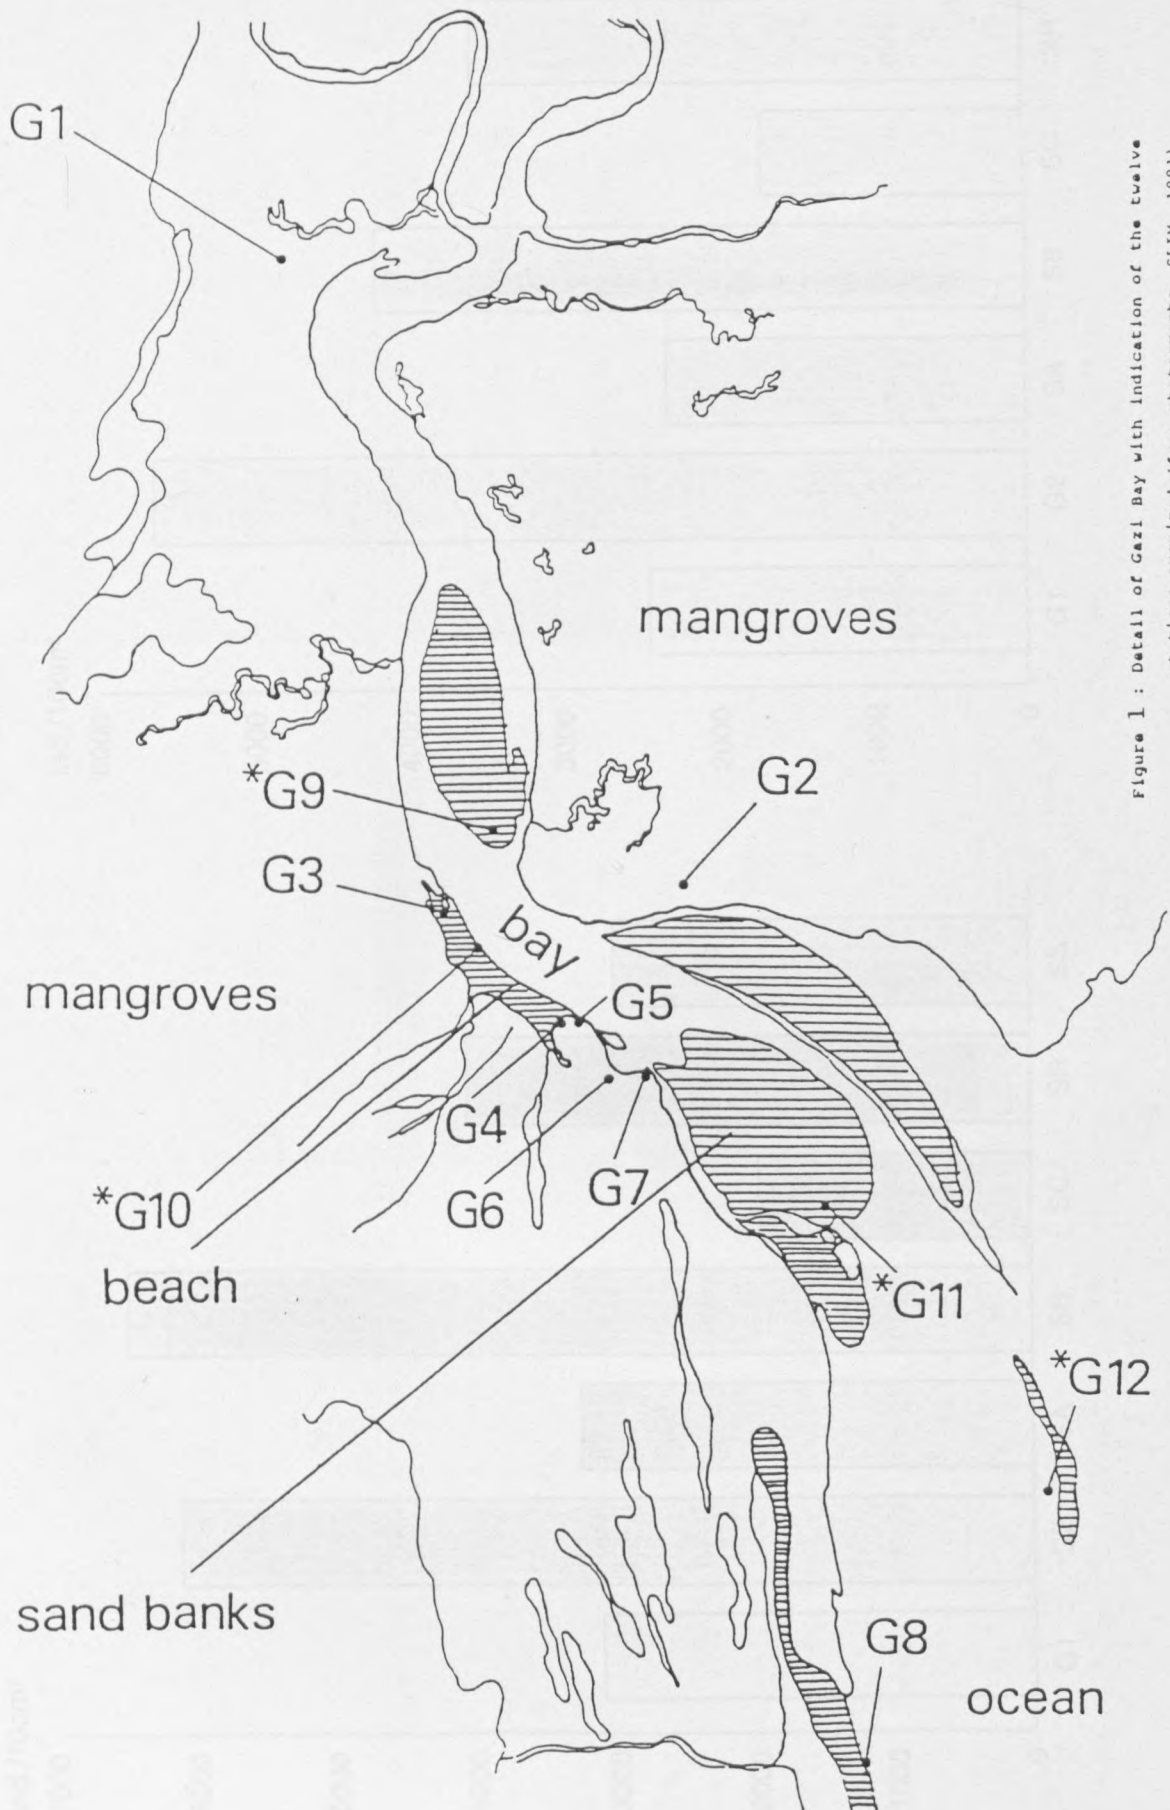 G1
mangroves
*G9
G2
G3
bay
mangroves
G5
G4
*G10
G6
G7
beach
*G11
*G12
sand banks
G8
ocean
Figure 1 : Detail of Gazi Bay with indication of the twelve